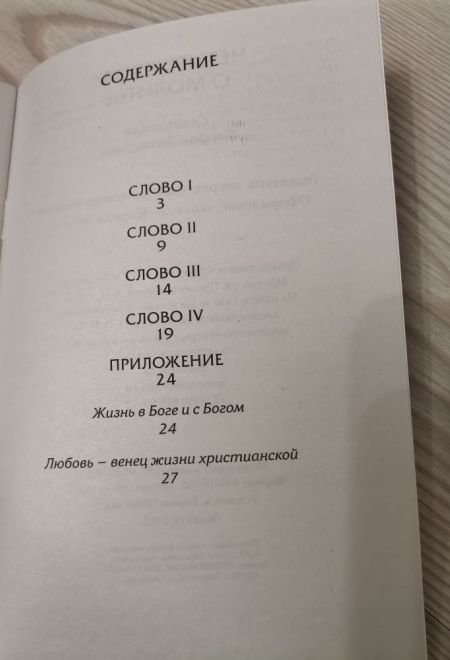 СОДЕРЖАНИЕ
СЛОВО I
3
СЛОВО II
9
СЛОВО III
14
СЛОВО IV
19
ПРИЛОЖЕНИЕ
24
Жизнь в Боге и с Богом
24
Любовь – венец жизни христианской
27